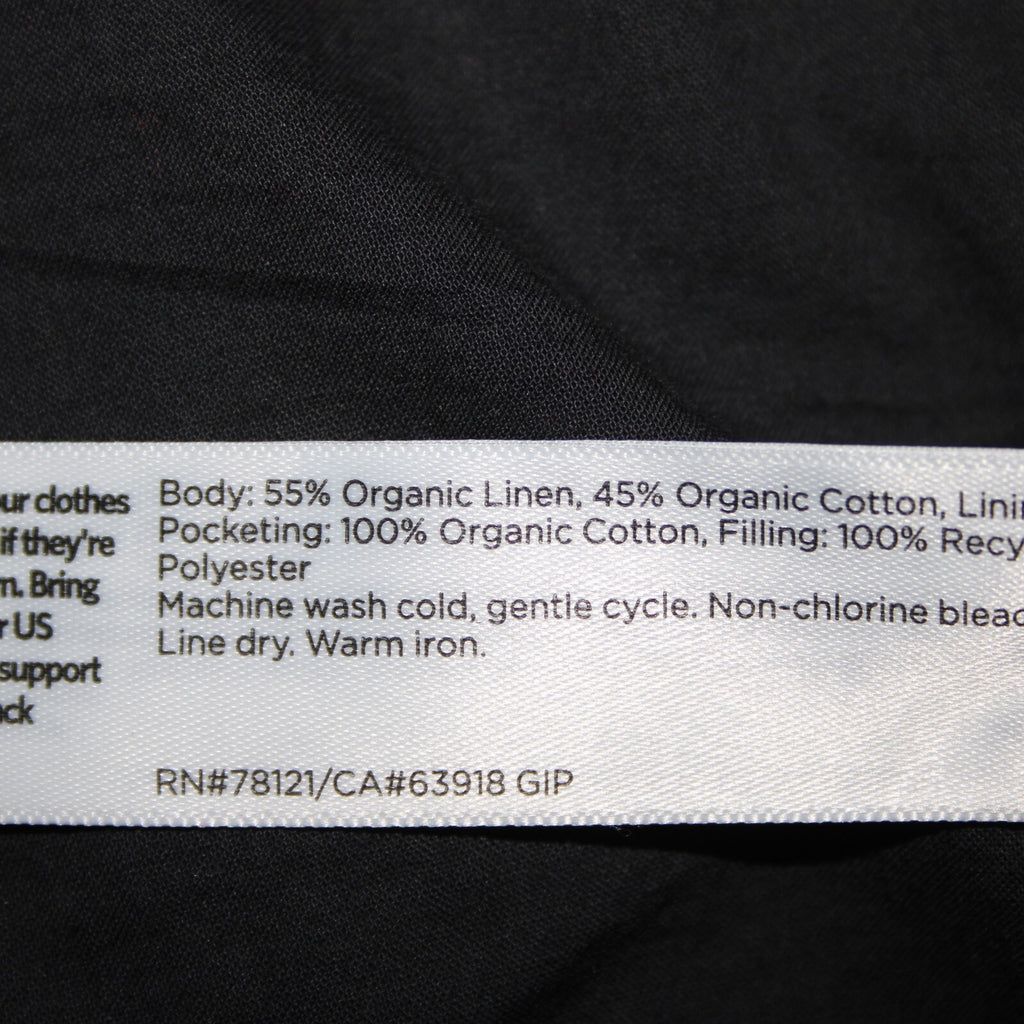 ur clothes
if they're
m. Bring
r US
support
ck
Body: 55% Organic Linen, 45% Organic Cotton, Lini
Pocketing: 100% Organic Cotton, Filling: 100% Recy
Polyester
Machine wash cold, gentle cycle. Non-chlorine bleac
Line dry. Warm iron.
RN#78121/CA#63918 GIP